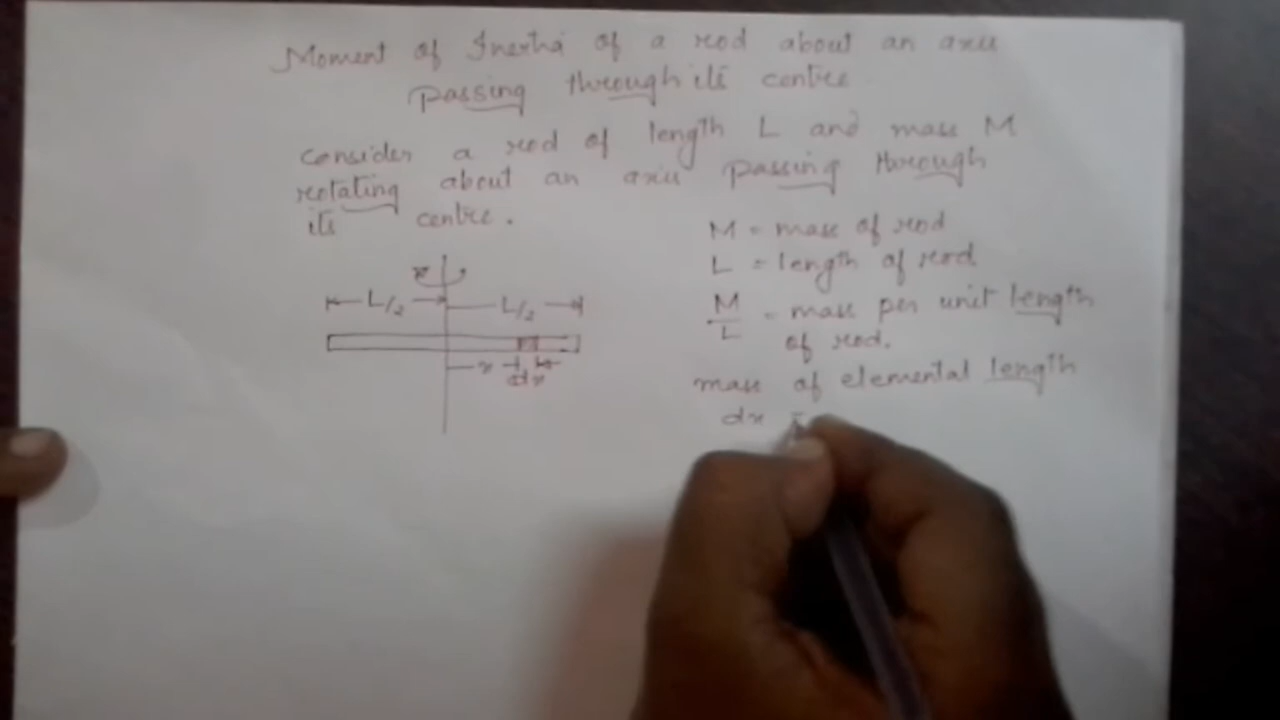 Moment of Inertia of a rod about an axis
passing through its centre
consider a rod of length L and mass M
rotating about an axis passing through
its centre.
M = mass of rod
L = length of rod
M/L = mass per unit length
of rod.
mass of elemental length
dx =
L/2 L/2
x dx